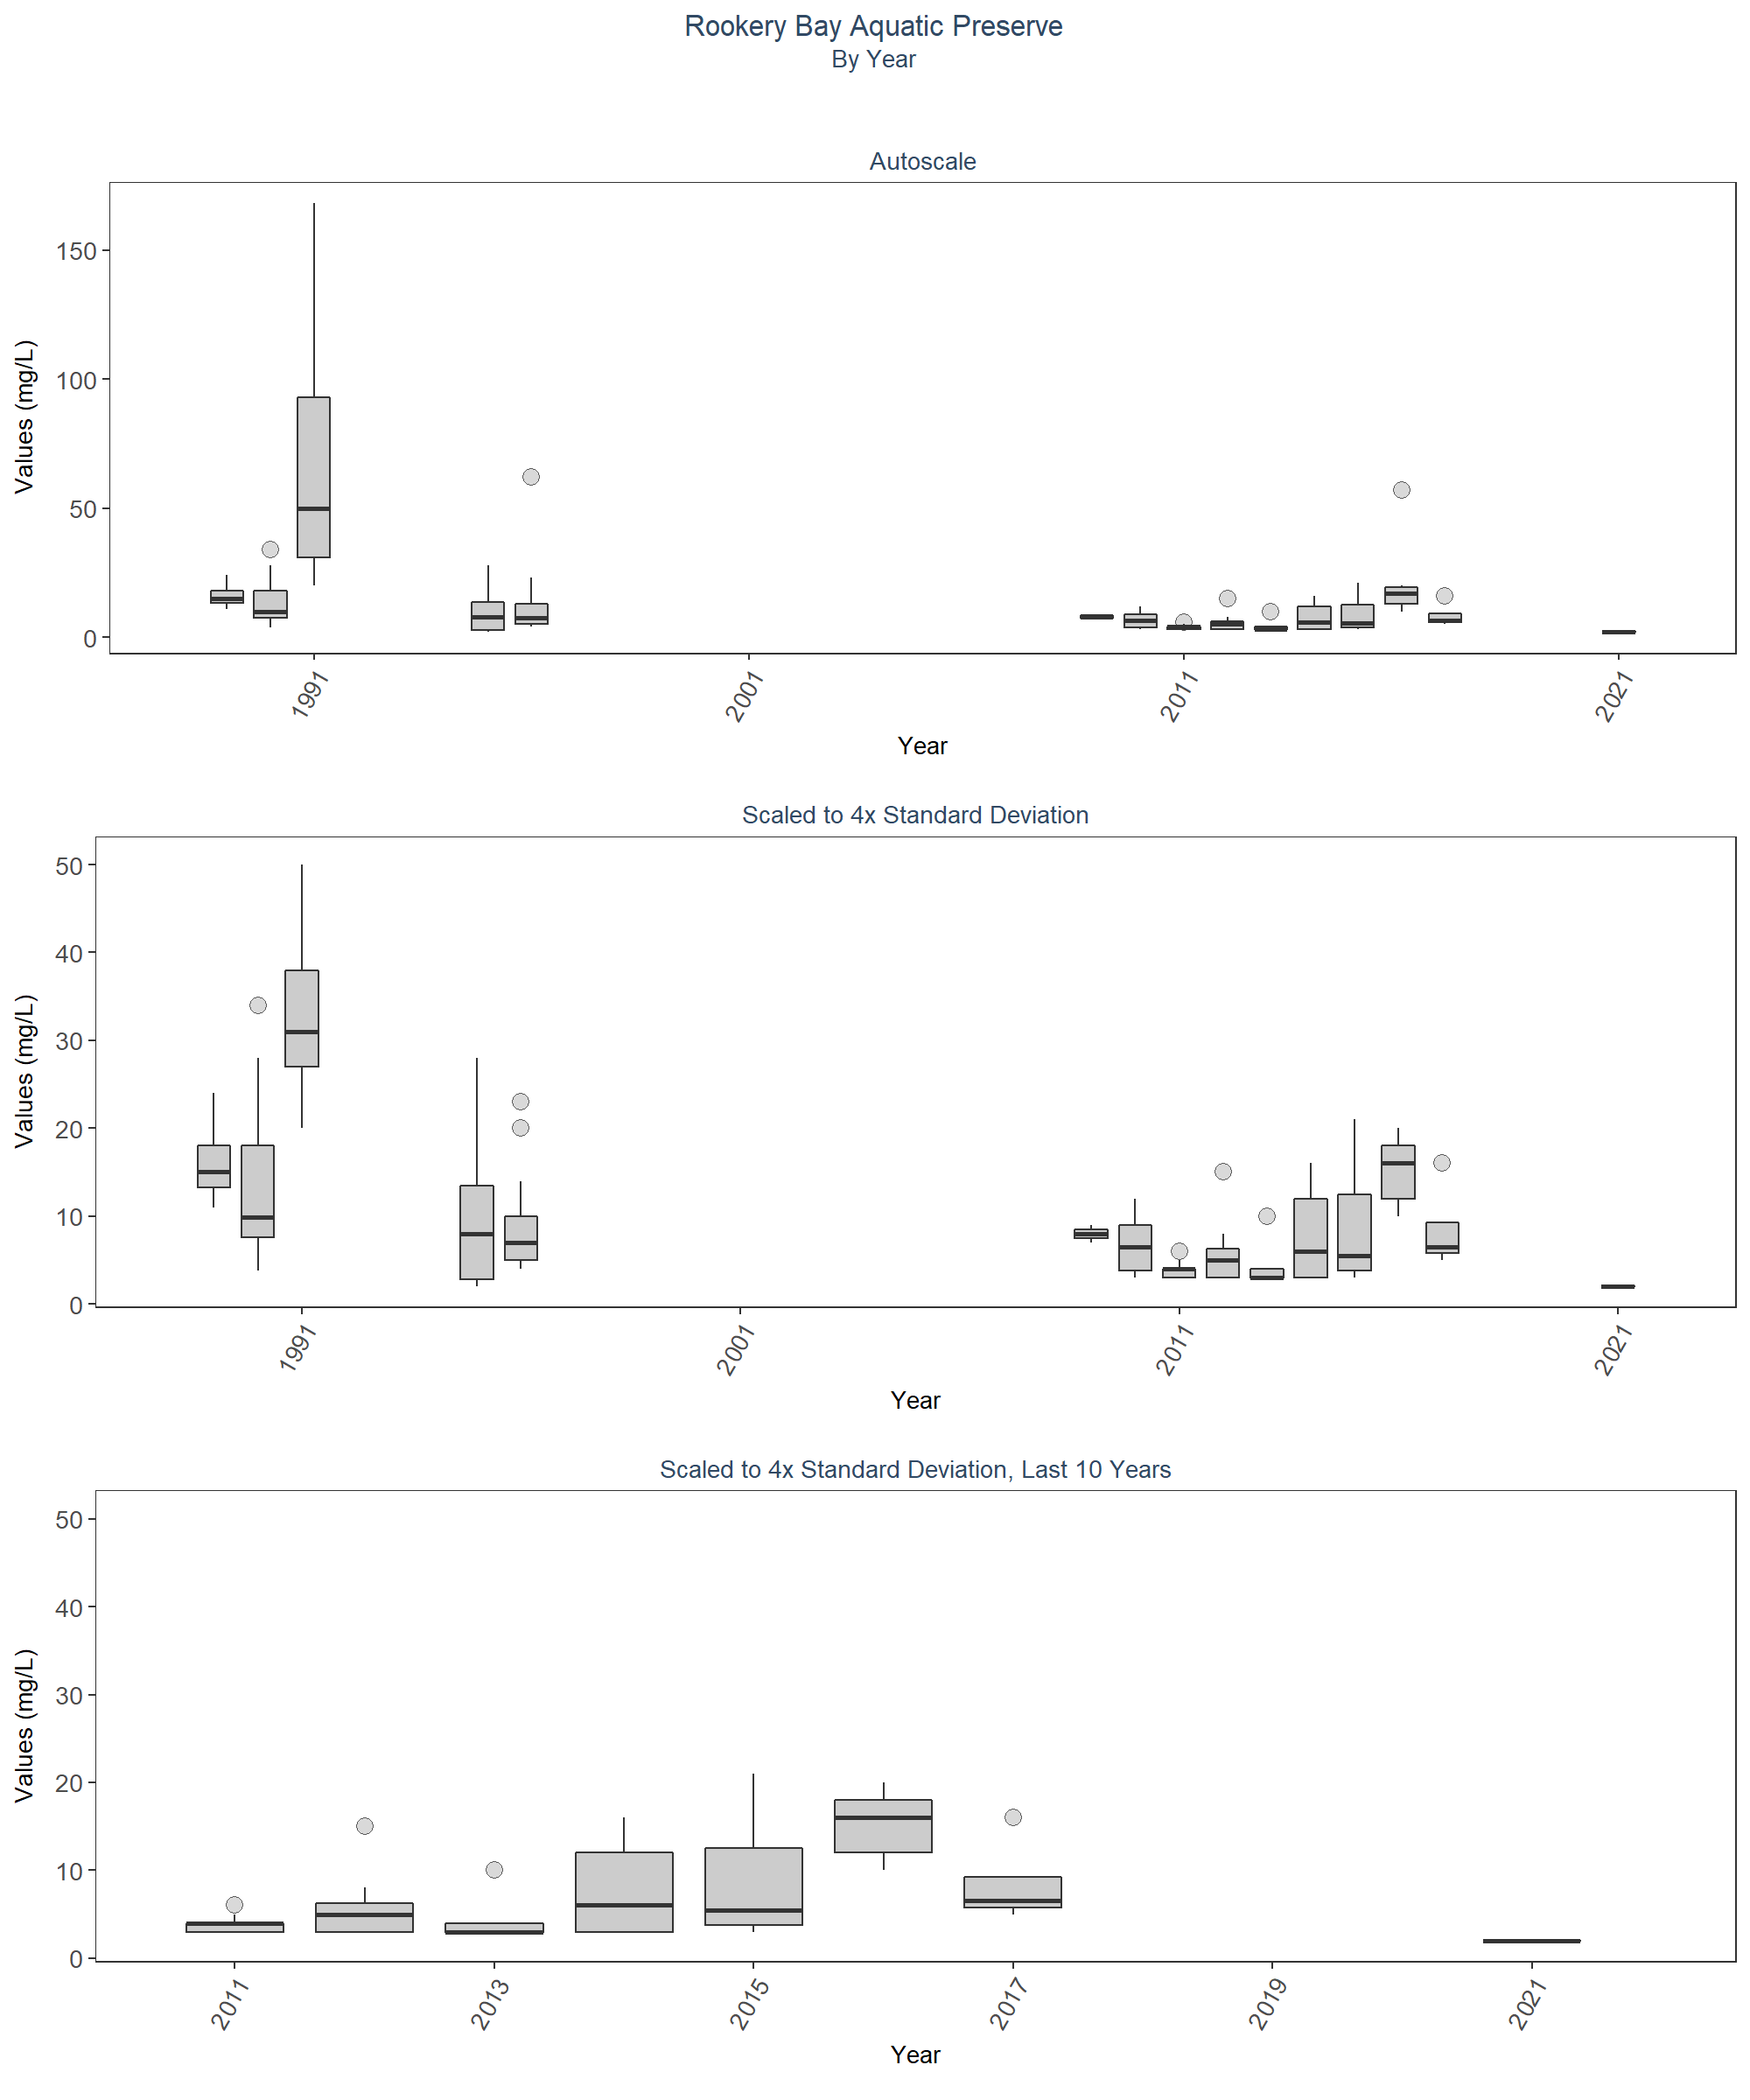 Rookery Bay Aquatic Preserve
By Year
Autoscale
Values (mg/L)
150
100
50
0
1991
2001
2011
2021
Year
Scaled to 4x Standard Deviation
Values (mg/L)
50
40
30
20
10
0
1991
2001
2011
2021
Year
Scaled to 4x Standard Deviation, Last 10 Years
Values (mg/L)
50
40
30
20
10
0
2011
2013
2015
2017
2019
2021
Year